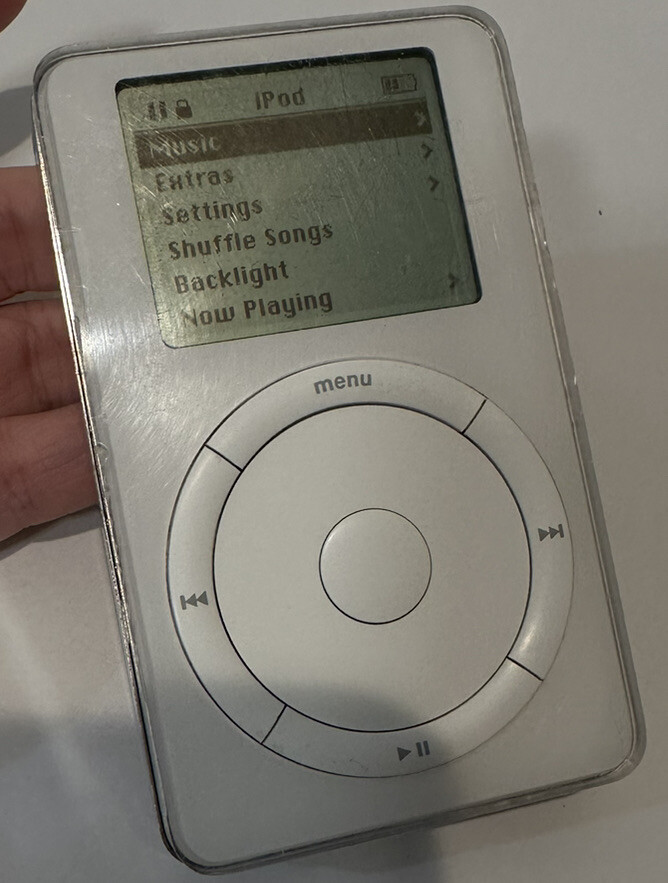 iPod
Music
Extras
Settings
Shuffle Songs
Backlight
Now Playing
menu